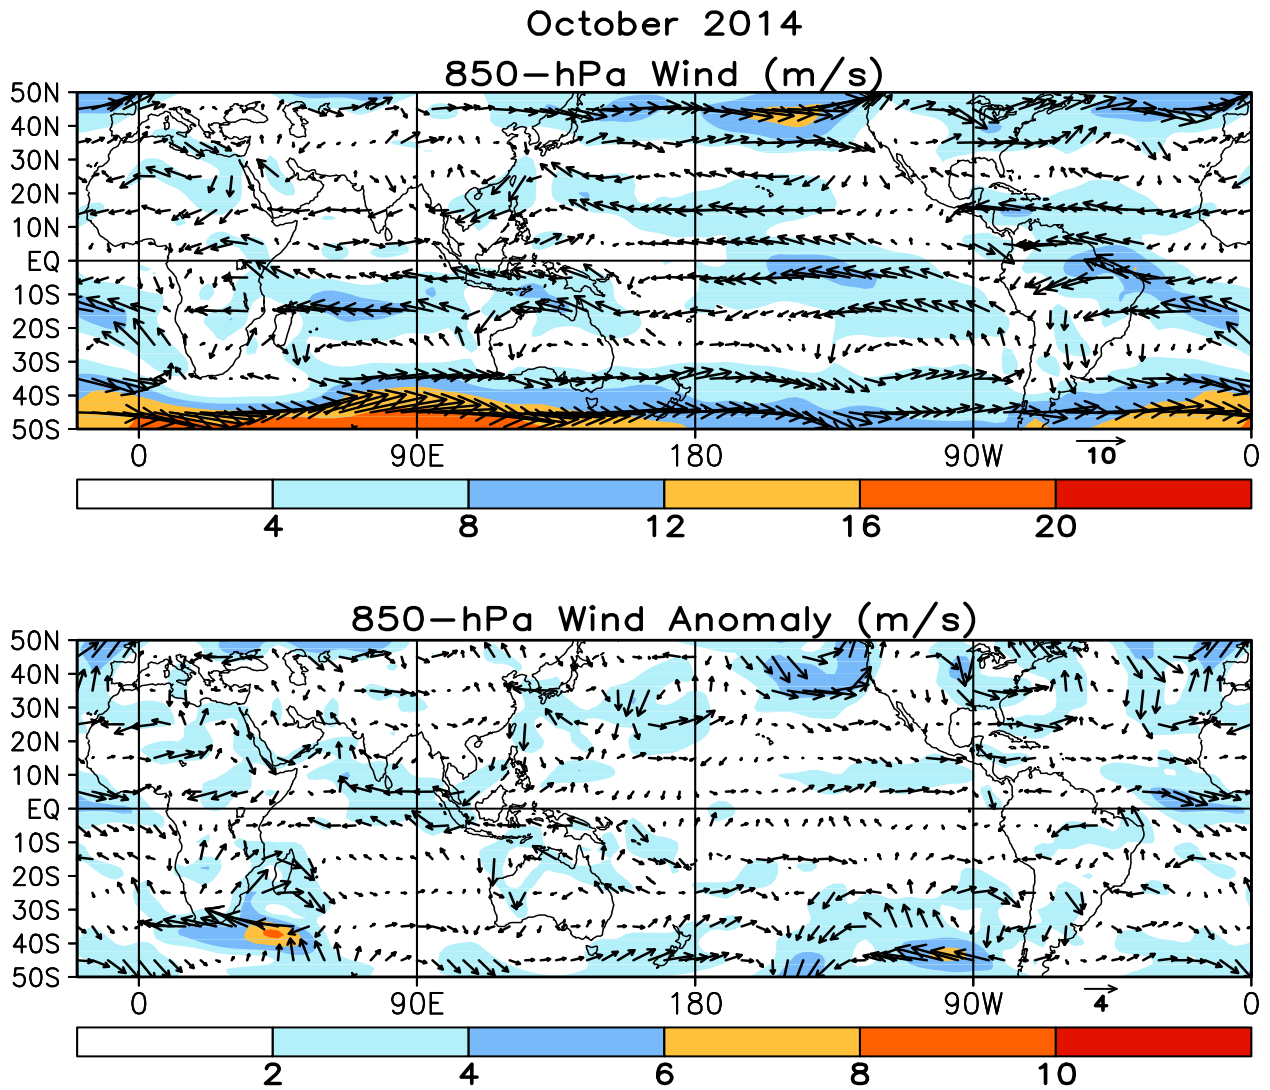 October 2014
850-hPa Wind (m/s)
50N
40N
30N
20N
10N
EQ
10S
20S
30S
40S
50S
0 90E 180 90W 0
10
4 8 12 16 20
850-hPa Wind Anomaly (m/s)
50N
40N
30N
20N
10N
EQ
10S
20S
30S
40S
50S
0 90E 180 90W 0
4
2 4 6 8 10